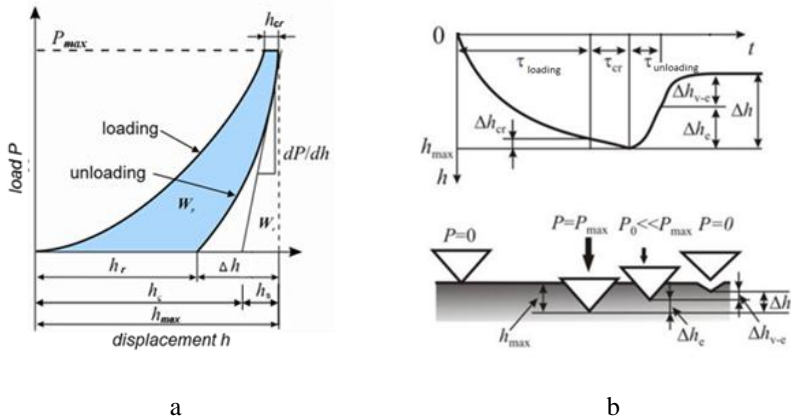 h_cr
P_max
loading
unloading
dP/dh
load P
W_r
W_e
h_r
Δ h
h_c
h_s
h_max
displacement h
a
0
t
τ_loading
τ_cr
τ_unloading
Δh_cr
Δh_v-e
Δh_e
Δh
h_max
h
P=0
P=P_max
P_0<<P_max
P=0
h_max
Δh_e
Δh_v-e
Δh
b